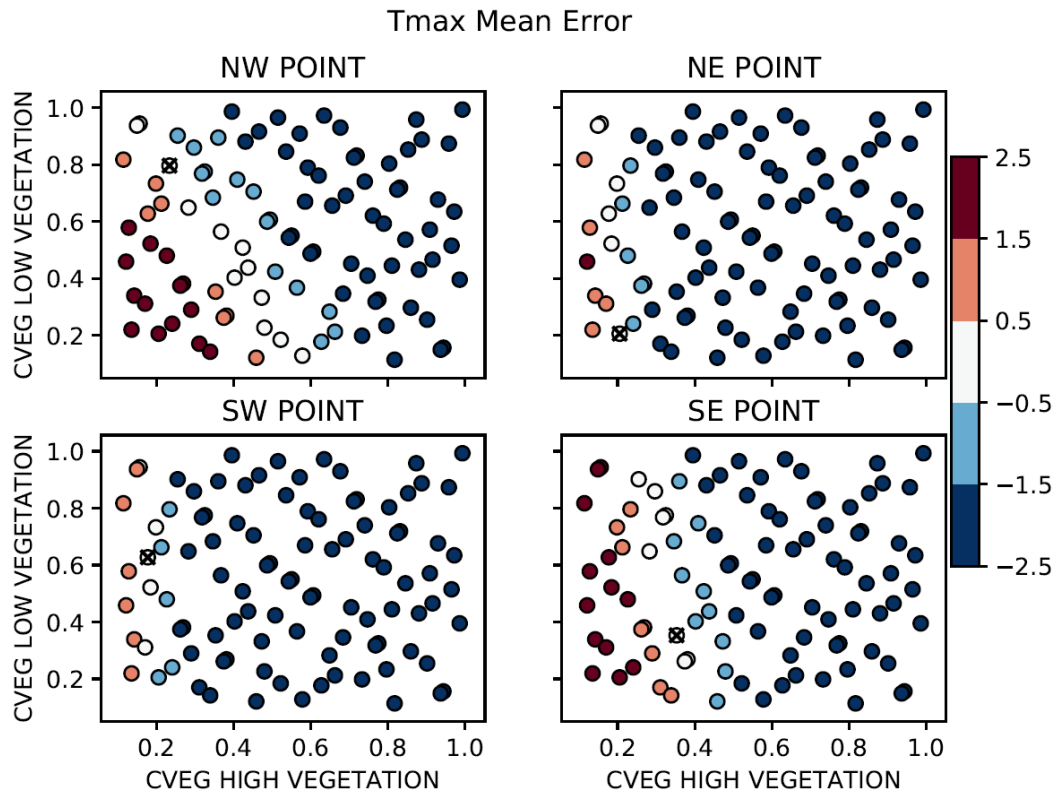 Tmax Mean Error
NW POINT
NE POINT
CVEG LOW VEGETATION
1.0
0.8
0.6
0.4
0.2
2.5
1.5
0.5
−0.5
−1.5
−2.5
SW POINT
SE POINT
CVEG LOW VEGETATION
1.0
0.8
0.6
0.4
0.2
0.2 0.4 0.6 0.8 1.0
0.2 0.4 0.6 0.8 1.0
CVEG HIGH VEGETATION
CVEG HIGH VEGETATION